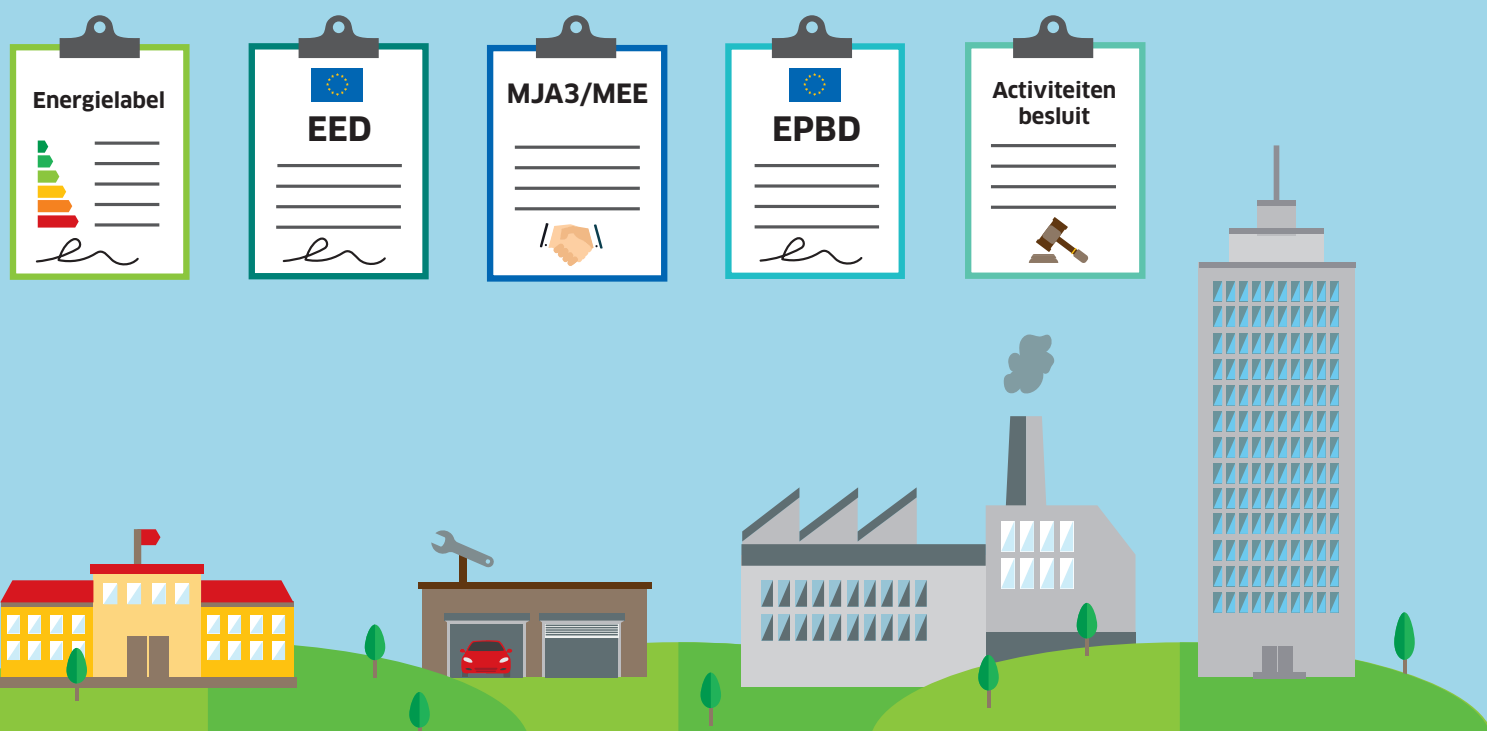 Energielabel
EED
MJA3/MEE
EPBD
Activiteiten
besluit